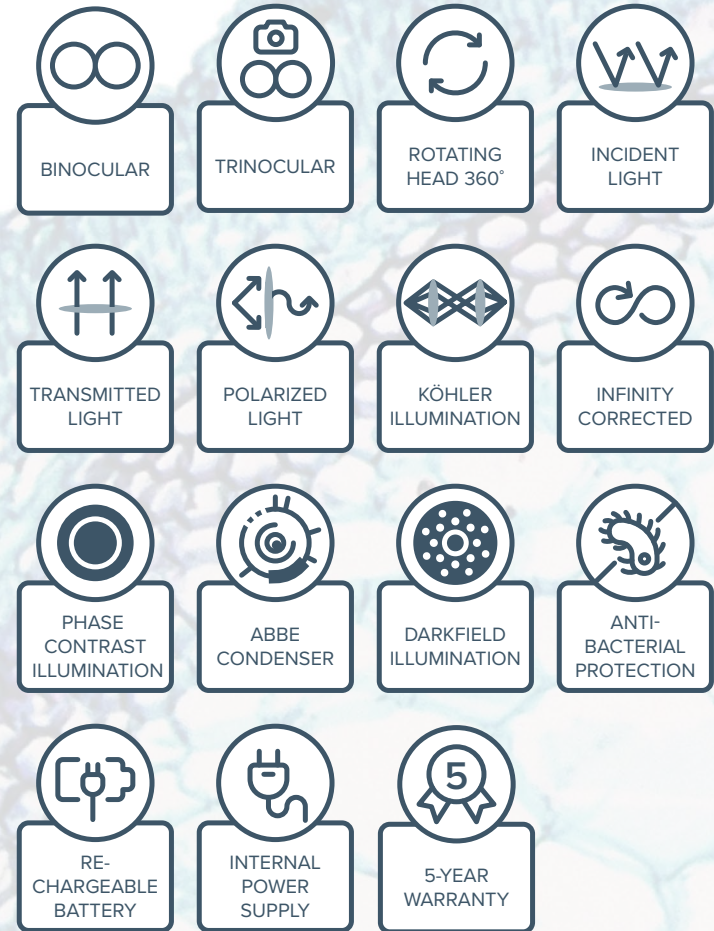 BINOCULAR
TRINOCULAR
ROTATING
HEAD 360°
INCIDENT
LIGHT
TRANSMITTED
LIGHT
POLARIZED
LIGHT
KÖHLER
ILLUMINATION
INFINITY
CORRECTED
PHASE
CONTRAST
ILLUMINATION
ABBE
CONDENSER
DARKFIELD
ILLUMINATION
ANTI-
BACTERIAL
PROTECTION
RE-
CHARGEABLE
BATTERY
INTERNAL
POWER
SUPPLY
5
5-YEAR
WARRANTY